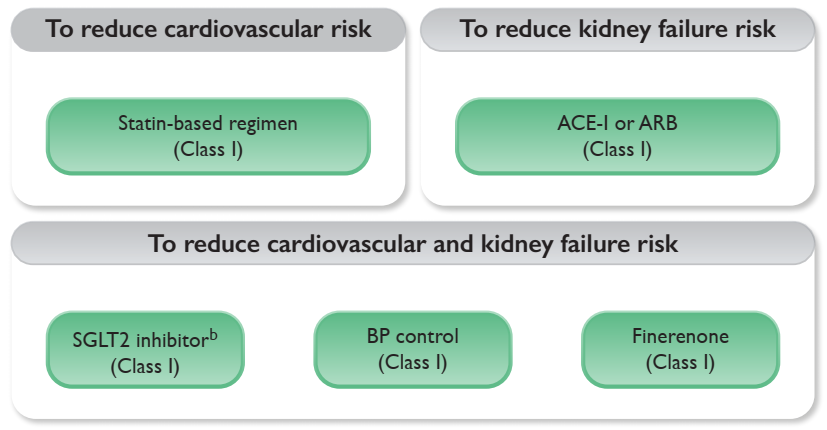 To reduce cardiovascular risk
Statin-based regimen
(Class I)
To reduce kidney failure risk
ACE-I or ARB
(Class I)
To reduce cardiovascular and kidney failure risk
SGLT2 inhibitorᵇ
(Class I)
BP control
(Class I)
Finerenone
(Class I)